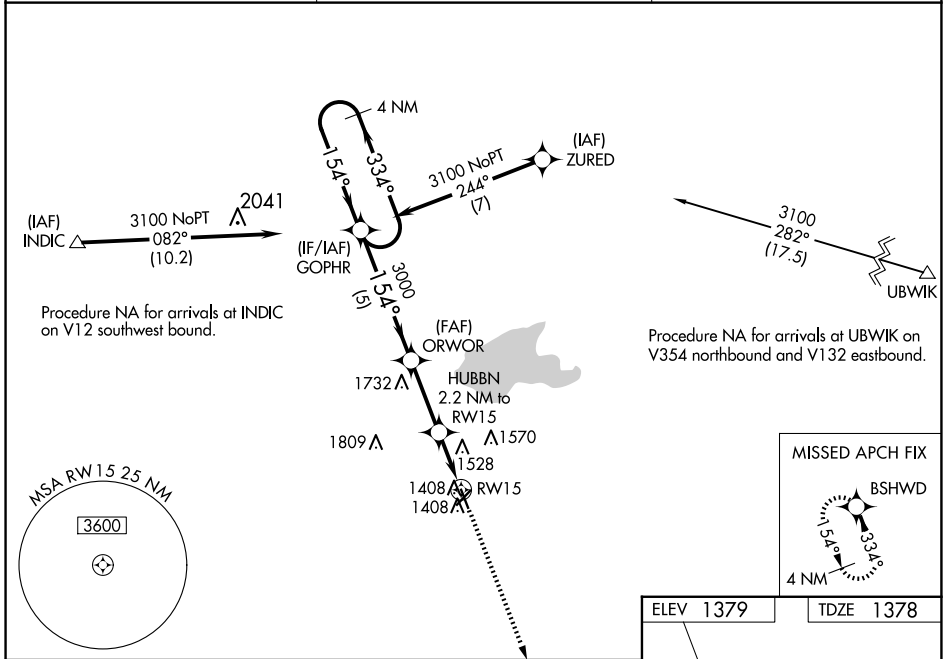 4 NM
154°
334°
(IAF)
ZURED
3100 NoPT
244°
(7)
2041
(IAF)
INDIC
3100 NoPT
082°
(10.2)
(IF/IAF)
GOPHR
3000
154°
(5)
3100
282°
(17.5)
UBWIK
Procedure NA for arrivals at INDIC
on V12 southwest bound.
Procedure NA for arrivals at UBWIK on
V354 northbound and V132 eastbound.
(FAF)
ORWOR
1732
HUBBN
2.2 NM to
RW15
1809
1570
1528
1408
RW15
1408
MSA RW15 25 NM
3600
MISSED APCH FIX
BSHWD
154°
334°
4 NM
ELEV 1379
TDZE 1378